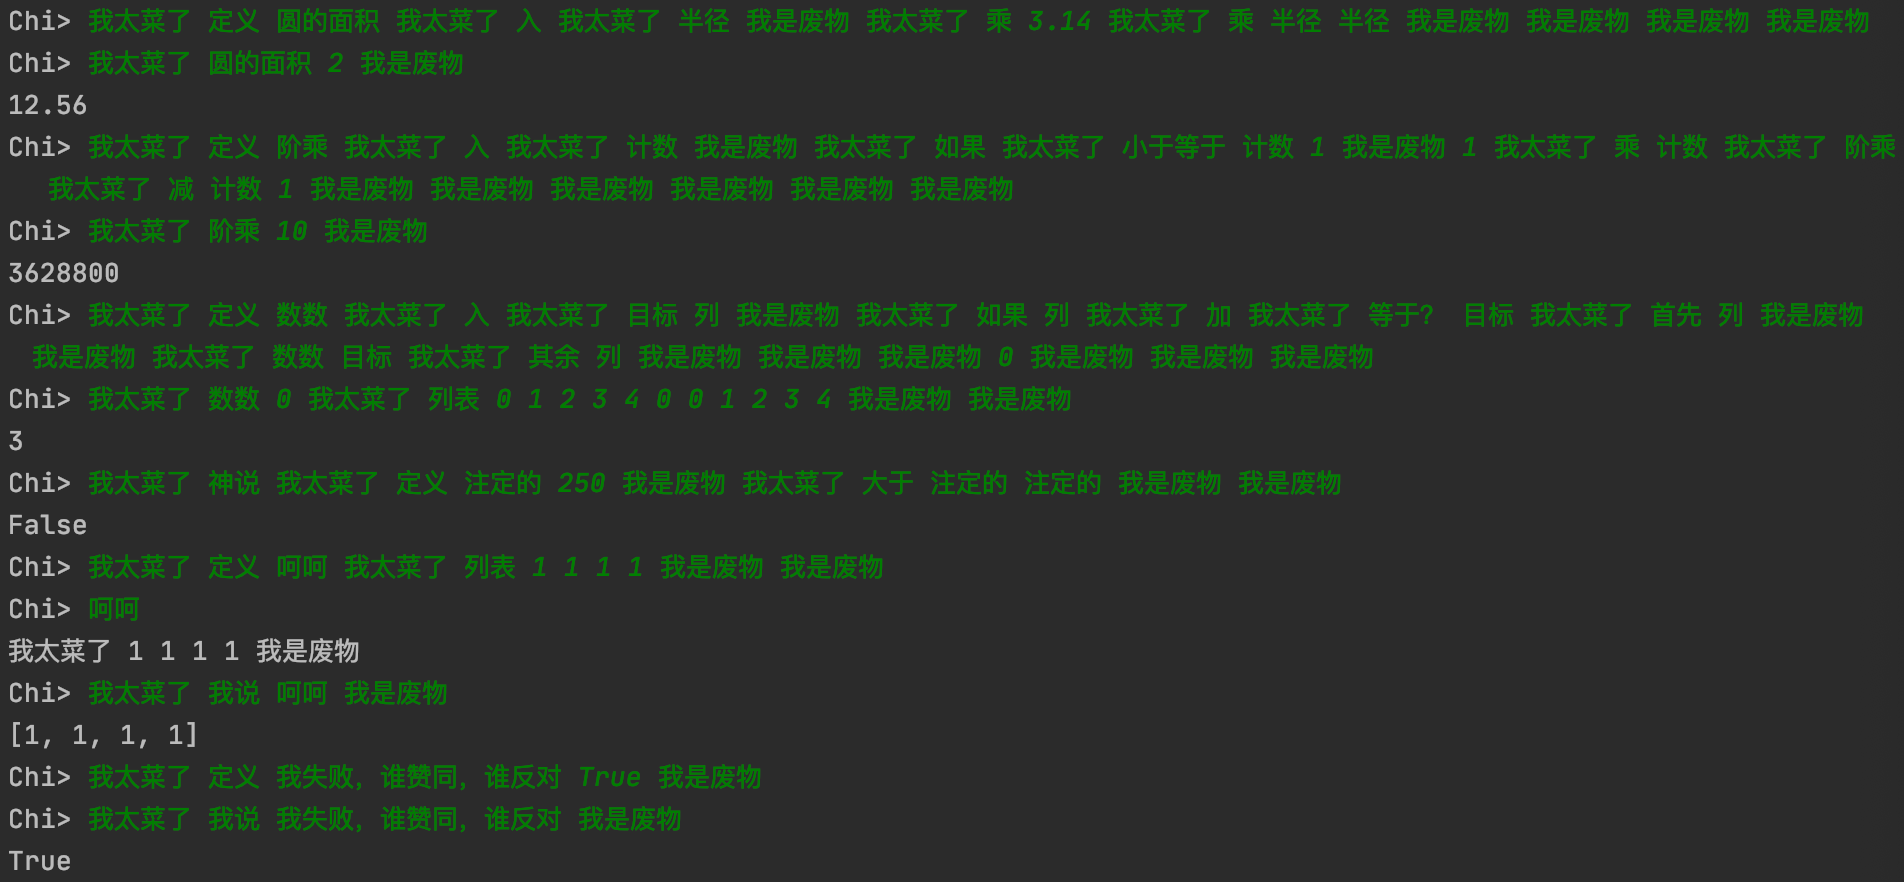 Chi> 我太菜了 定义 圆的面积 我太菜了 入 我太菜了 半径 我是废物 我太菜了 乘 3.14 我太菜了 乘 半径 半径 我是废物 我是废物 我是废物 我是废物
Chi> 我太菜了 圆的面积 2 我是废物
12.56
Chi> 我太菜了 定义 阶乘 我太菜了 入 我太菜了 计数 我是废物 我太菜了 如果 我太菜了 小于等于 计数 1 我是废物 1 我太菜了 乘 计数 我太菜了 阶乘
我太菜了 减 计数 1 我是废物 我是废物 我是废物 我是废物 我是废物 我是废物
Chi> 我太菜了 阶乘 10 我是废物
3628800
Chi> 我太菜了 定义 数数 我太菜了 入 我太菜了 目标 列 我是废物 我太菜了 如果 列 我太菜了 加 我太菜了 等于? 目标 我太菜了 首先 列 我是废物
我是废物 我太菜了 数数 目标 我太菜了 其余 列 我是废物 我是废物 我是废物 0 我是废物 我是废物 我是废物
Chi> 我太菜了 数数 0 我太菜了 列表 0 1 2 3 4 0 0 1 2 3 4 我是废物 我是废物
3
Chi> 我太菜了 神说 我太菜了 定义 注定的 250 我是废物 我太菜了 大于 注定的 注定的 我是废物 我是废物
False
Chi> 我太菜了 定义 呵呵 我太菜了 列表 1 1 1 1 我是废物 我是废物
Chi> 呵呵
我太菜了 1 1 1 1 我是废物
Chi> 我太菜了 我说 呵呵 我是废物
[1, 1, 1, 1]
Chi> 我太菜了 定义 我失败，谁赞同，谁反对 True 我是废物
Chi> 我太菜了 我说 我失败，谁赞同，谁反对 我是废物
True